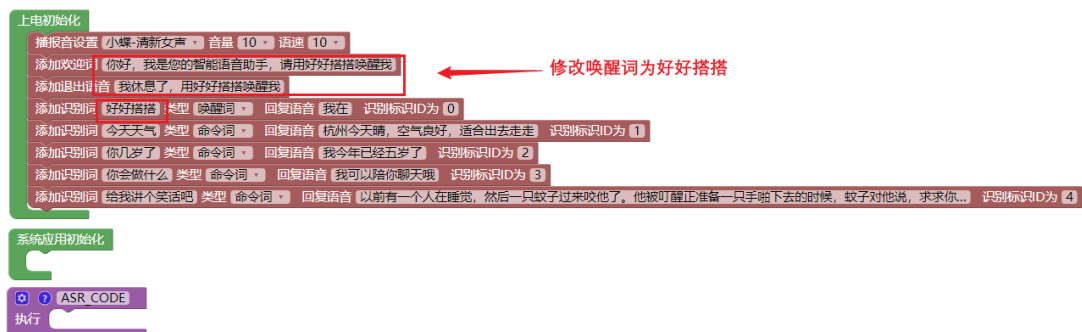 上电初始化
播报音设置 小蝶-清新女声 音量 10 语速 10
添加欢迎词 你好，我是您的智能语音助手，请用好好搭搭唤醒我
修改唤醒词为好好搭搭
添加退出语音 我休息了，用好好搭搭唤醒我
添加识别词 好好搭搭 类型 唤醒词 回复语音 我在 识别标识ID为 0
添加识别词 今天天气 类型 命令词 回复语音 杭州今天晴，空气良好，适合出去走走 识别标识ID为 1
添加识别词 你几岁了 类型 命令词 回复语音 我今年已经五岁了 识别标识ID为 2
添加识别词 你会做什么 类型 命令词 回复语音 我可以陪你聊天哦 识别标识ID为 3
添加识别词 给我讲个笑话吧 类型 命令词 回复语音 以前有一个人在睡觉，然后一只蚊子过来咬他了。他被叮醒正准备一只手啪下去的时候，蚊子对他说，求求你... 识别标识ID为 4
系统应用初始化
? ASR_CODE
执行